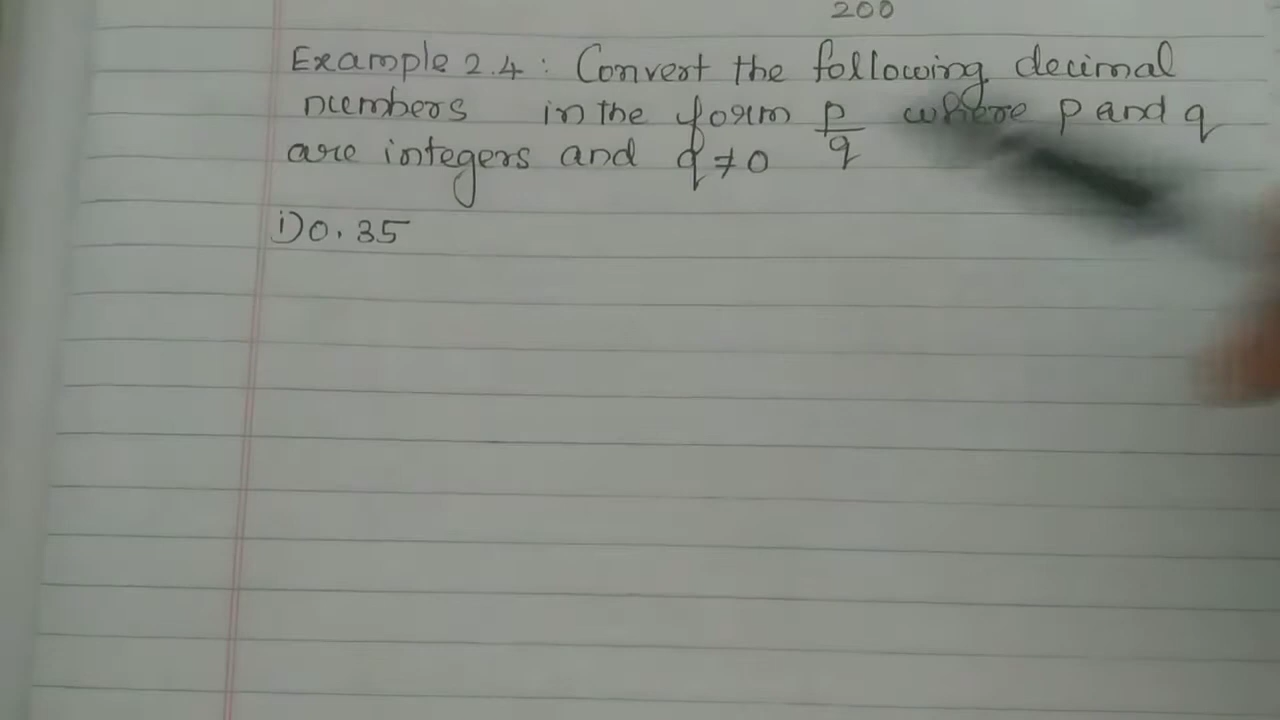 200
Example 2.4 : Convert the following decimal
numbers in the form p/q where p and q
are integers and q ≠ 0
i) 0.35